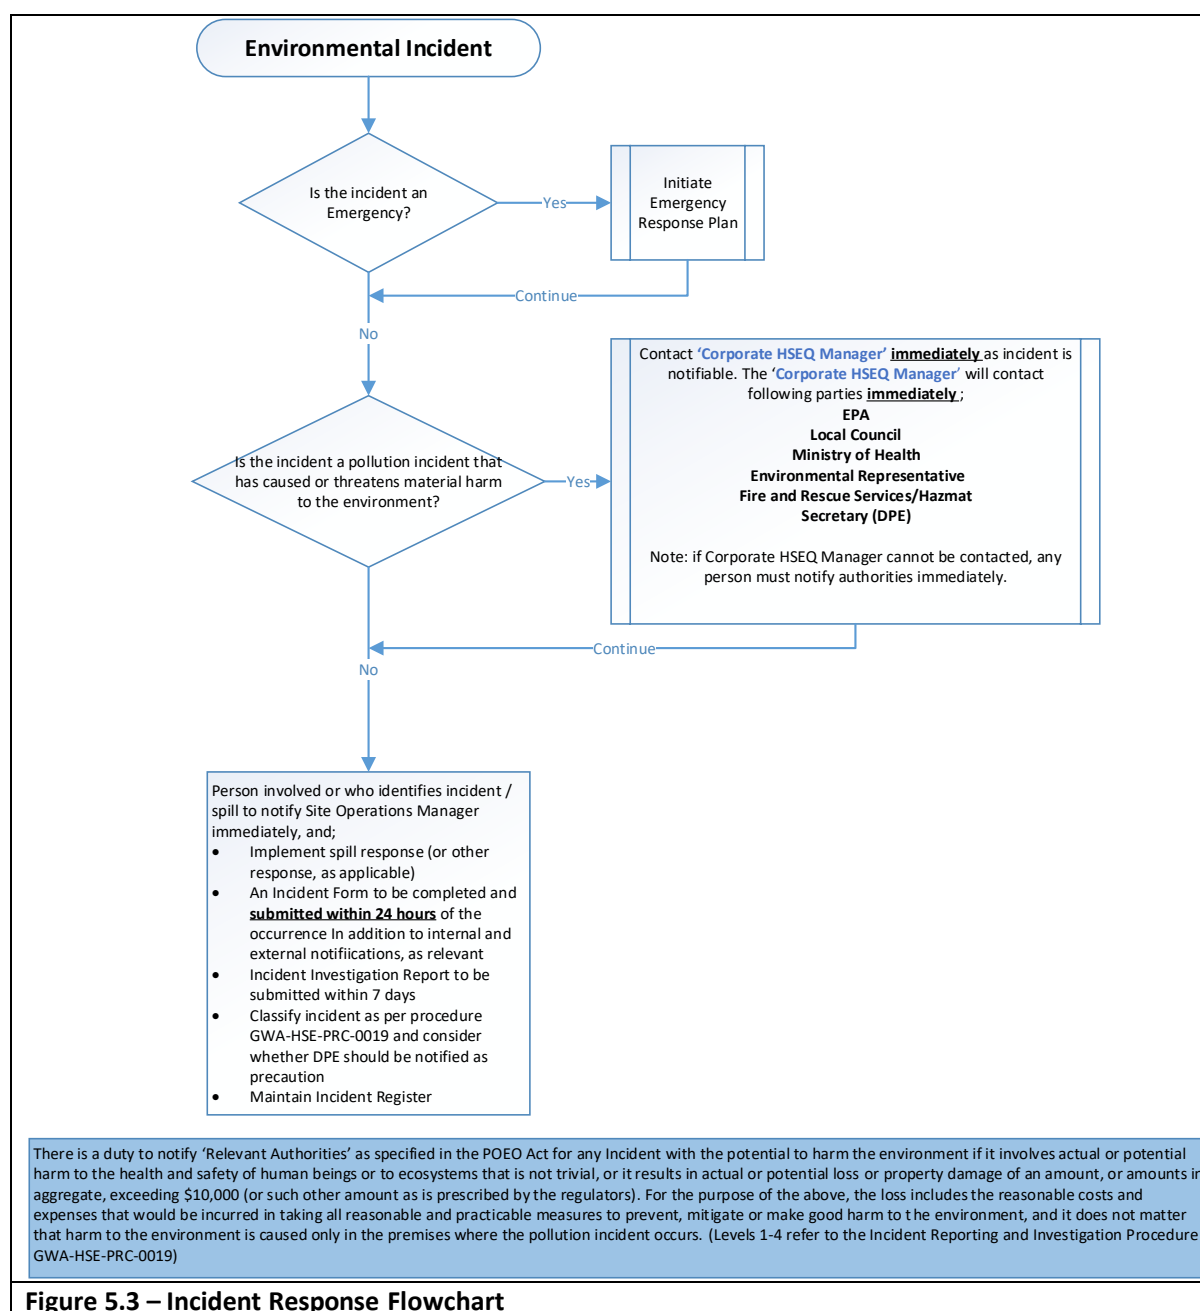 Environmental Incident
Is the incident an
Emergency?
Yes
Initiate
Emergency
Response Plan
Continue
No
Is the incident a pollution incident that
has caused or threatens material harm
to the environment?
Yes
Contact ‘Corporate HSEQ Manager’ immediately as incident is
notifiable. The ‘Corporate HSEQ Manager’ will contact
following parties immediately ;
EPA
Local Council
Ministry of Health
Environmental Representative
Fire and Rescue Services/Hazmat
Secretary (DPE)
Note: if Corporate HSEQ Manager cannot be contacted, any
person must notify authorities immediately.
Continue
No
Person involved or who identifies incident /
spill to notify Site Operations Manager
immediately, and;
• Implement spill response (or other
response, as applicable)
• An Incident Form to be completed and
submitted within 24 hours of the
occurrence In addition to internal and
external notifiications, as relevant
• Incident Investigation Report to be
submitted within 7 days
• Classify incident as per procedure
GWA-HSE-PRC-0019 and consider
whether DPE should be notified as
precaution
• Maintain Incident Register
There is a duty to notify ‘Relevant Authorities’ as specified in the POEO Act for any Incident with the potential to harm the environment if it involves actual or potential
harm to the health and safety of human beings or to ecosystems that is not trivial, or it results in actual or potential loss or property damage of an amount, or amounts in
aggregate, exceeding $10,000 (or such other amount as is prescribed by the regulators). For the purpose of the above, the loss includes the reasonable costs and
expenses that would be incurred in taking all reasonable and practicable measures to prevent, mitigate or make good harm to the environment, and it does not matter
that harm to the environment is caused only in the premises where the pollution incident occurs. (Levels 1-4 refer to the Incident Reporting and Investigation Procedure
GWA-HSE-PRC-0019)
Figure 5.3 – Incident Response Flowchart